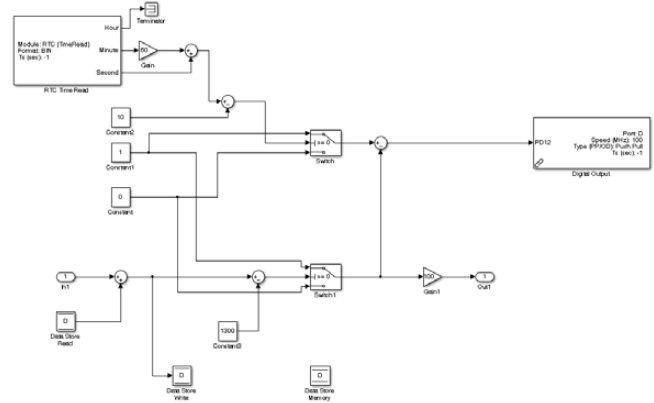 Hour
Terminator
Module: RTC (TimeRead)
Format: BIN
Ts (sec): -1
Minute
60
Gain
Second
RTC Time Read
10
Constant2
1
Constant1
0
Constant
Switch
PD12
Port: D
Speed (MHz): 100
Type (PP/OD): Push Pull
Ts (sec): -1
Digital Output
1
In1
Switch1
100
Gain1
1
Out1
D
Data Store
Read
1300
Constant3
D
Data Store
Write
D
Data Store
Memory